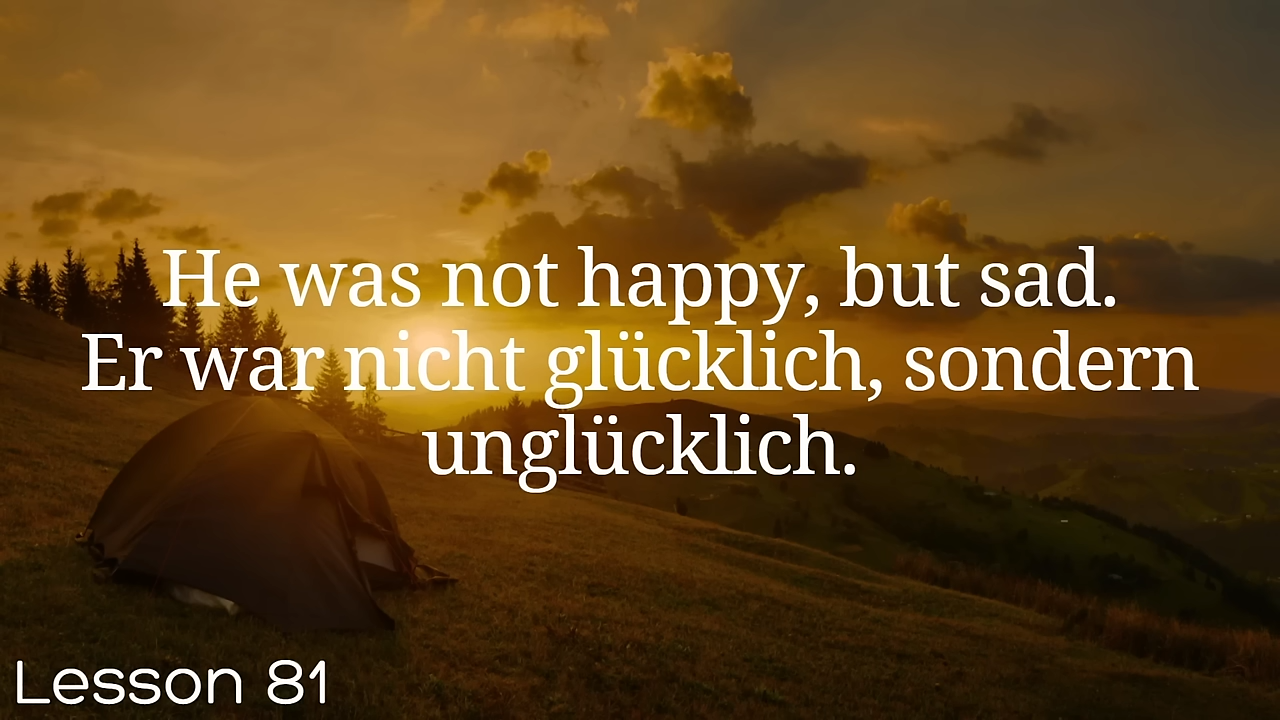 He was not happy, but sad.
Er war nicht glücklich, sondern
unglücklich.
Lesson 81